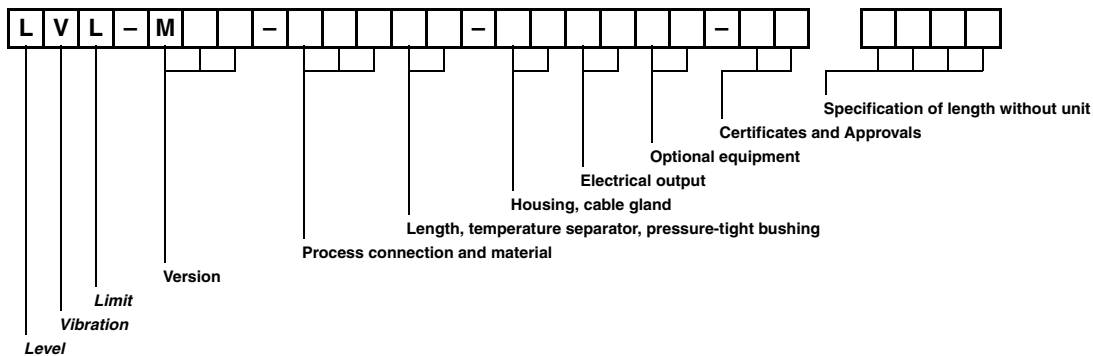 L V L – M – – –
Specification of length without unit
Certificates and Approvals
Optional equipment
Electrical output
Housing, cable gland
Length, temperature separator, pressure-tight bushing
Process connection and material
Version
Limit
Vibration
Level